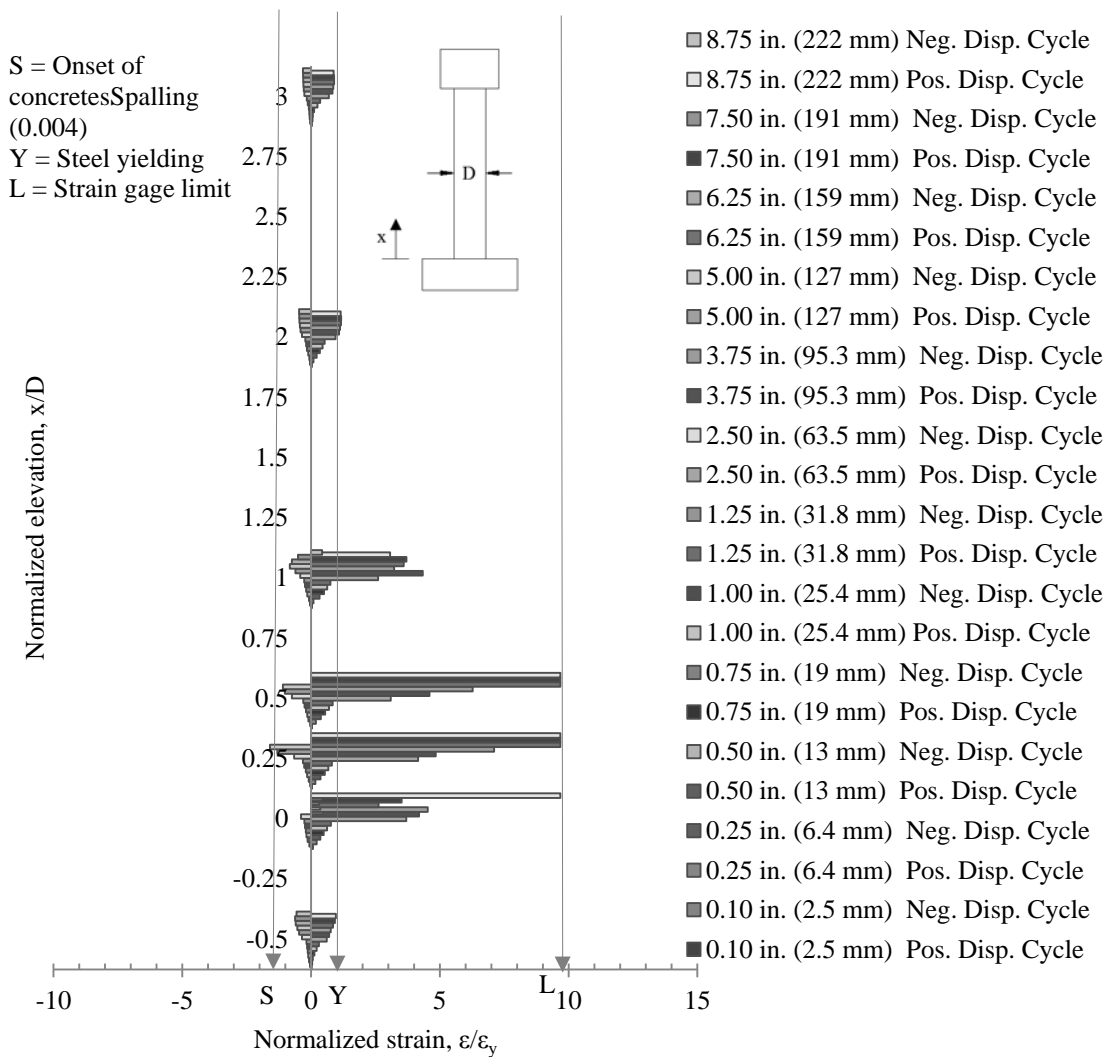 S = Onset of
concretesSpalling
(0.004)
Y = Steel yielding
L = Strain gage limit
D
x
Normalized elevation, x/D
3
2.75
2.5
2.25
2
1.75
1.5
1.25
1
0.75
0.5
0.25
0
-0.25
-0.5
S
Y
L
-10
-5
0
5
10
15
Normalized strain, ε/εy
8.75 in. (222 mm) Neg. Disp. Cycle
8.75 in. (222 mm) Pos. Disp. Cycle
7.50 in. (191 mm) Neg. Disp. Cycle
7.50 in. (191 mm) Pos. Disp. Cycle
6.25 in. (159 mm) Neg. Disp. Cycle
6.25 in. (159 mm) Pos. Disp. Cycle
5.00 in. (127 mm) Neg. Disp. Cycle
5.00 in. (127 mm) Pos. Disp. Cycle
3.75 in. (95.3 mm) Neg. Disp. Cycle
3.75 in. (95.3 mm) Pos. Disp. Cycle
2.50 in. (63.5 mm) Neg. Disp. Cycle
2.50 in. (63.5 mm) Pos. Disp. Cycle
1.25 in. (31.8 mm) Neg. Disp. Cycle
1.25 in. (31.8 mm) Pos. Disp. Cycle
1.00 in. (25.4 mm) Neg. Disp. Cycle
1.00 in. (25.4 mm) Pos. Disp. Cycle
0.75 in. (19 mm) Neg. Disp. Cycle
0.75 in. (19 mm) Pos. Disp. Cycle
0.50 in. (13 mm) Neg. Disp. Cycle
0.50 in. (13 mm) Pos. Disp. Cycle
0.25 in. (6.4 mm) Neg. Disp. Cycle
0.25 in. (6.4 mm) Pos. Disp. Cycle
0.10 in. (2.5 mm) Neg. Disp. Cycle
0.10 in. (2.5 mm) Pos. Disp. Cycle